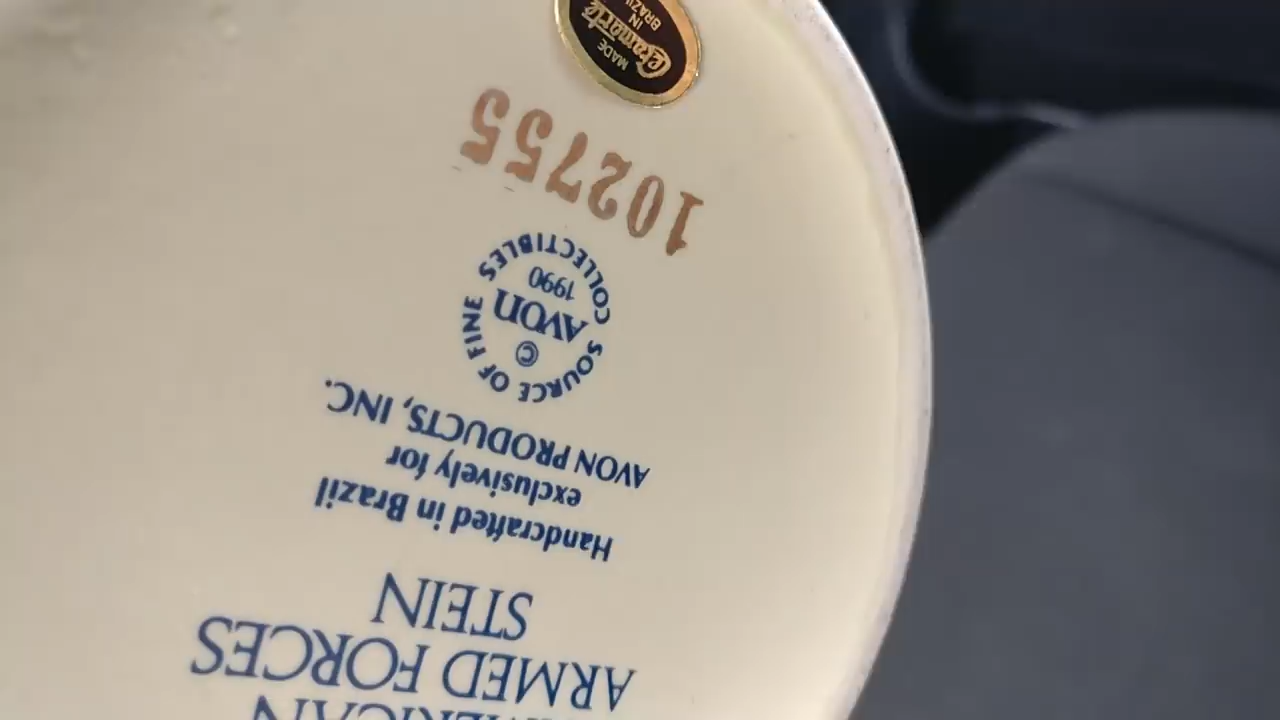 AMERICAN
ARMED FORCES
STEIN
Handcrafted in Brazil
exclusively for
AVON PRODUCTS, INC.
SOURCE OF FINE COLLECTIBLES
©
AVON
1990
102755
MADE
Ceramarte
IN
BRAZIL